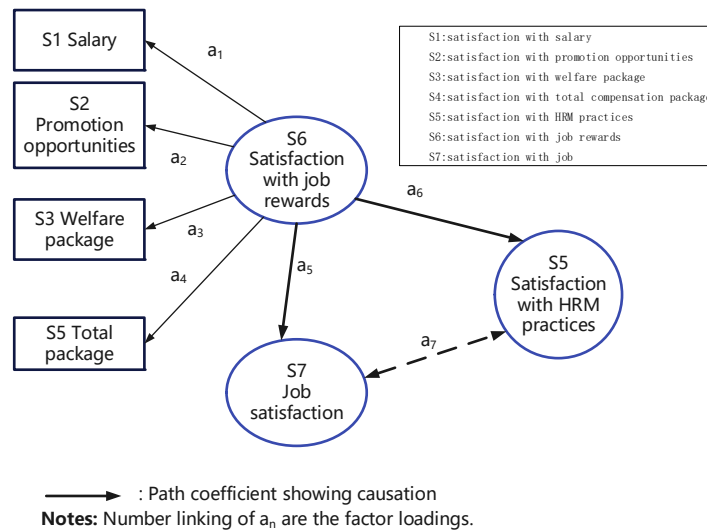 S1 Salary
a1
S2
Promotion
opportunities
a2
S3 Welfare
package
a3
S5 Total
package
a4
S6
Satisfaction
with job
rewards
a5
a6
S5
Satisfaction
with HRM
practices
a7
S7
Job
satisfaction
S1:satisfaction with salary
S2:satisfaction with promotion opportunities
S3:satisfaction with welfare package
S4:satisfaction with total compensation package
S5:satisfaction with HRM practices
S6:satisfaction with job rewards
S7:satisfaction with job
: Path coefficient showing causation
Notes: Number linking of an are the factor loadings.